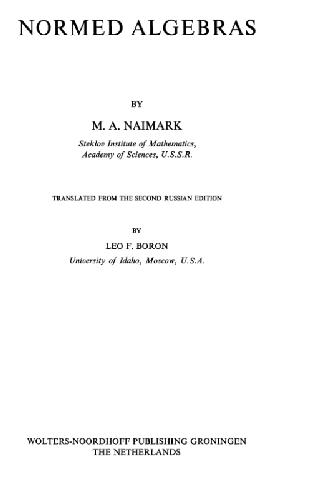 NORMED ALGEBRAS
BY
M. A. NAIMARK
Steklov Institute of Mathematics,
Academy of Sciences, U.S.S.R.
TRANSLATED FROM THE SECOND RUSSIAN EDITION
BY
LEO F. BORON
University of Idaho, Moscow, U.S.A.
WOLTERS-NOORDHOFF PUBLISHING GRONINGEN
THE NETHERLANDS